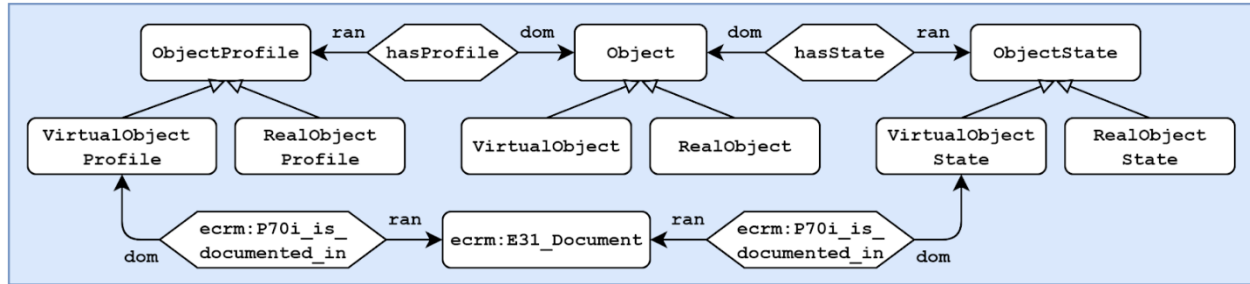 ran
dom
dom
ran
ObjectProfile
hasProfile
Object
hasState
ObjectState
VirtualObject
Profile
RealObject
Profile
VirtualObject
RealObject
VirtualObject
State
RealObject
State
ecrm:P70i_is_
documented_in
ran
ecrm:E31_Document
ran
ecrm:P70i_is_
documented_in
dom
dom